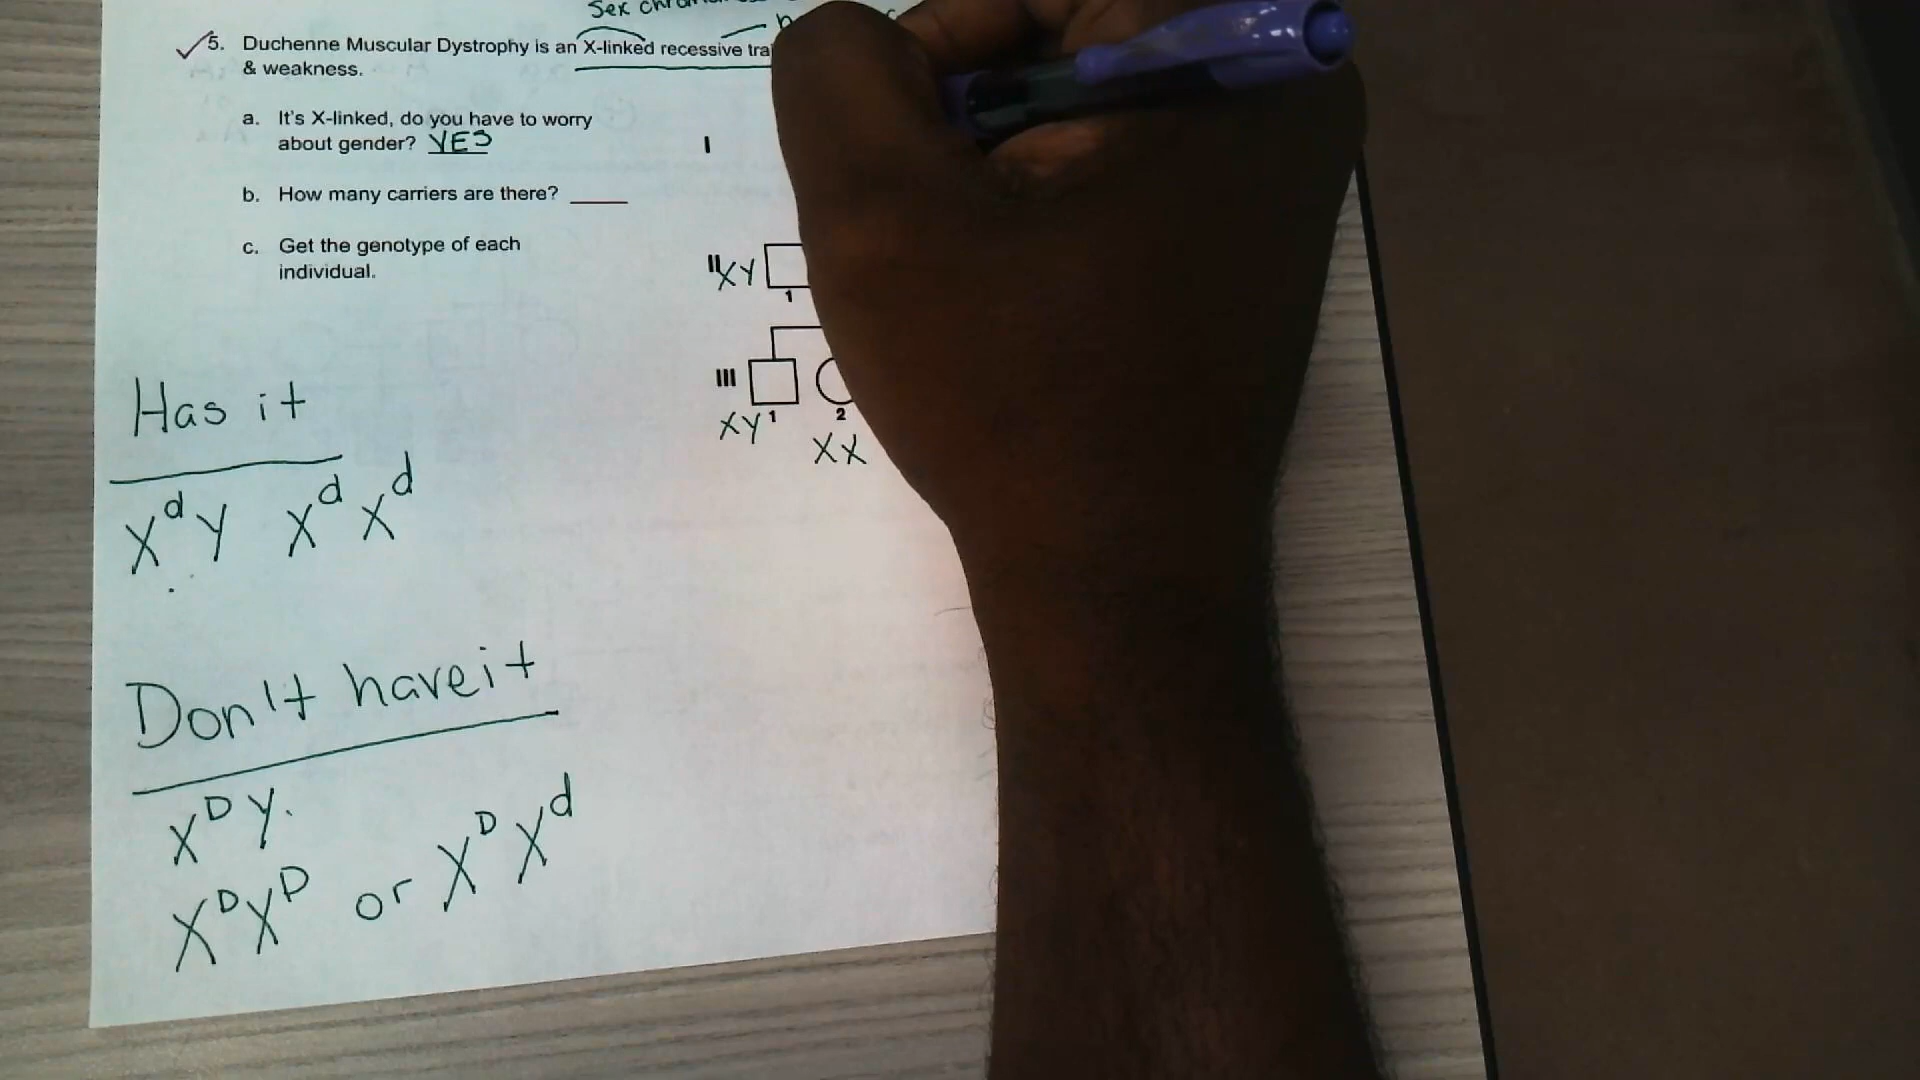 Sex
5. Duchenne Muscular Dystrophy is an X-linked recessive tra
& weakness.
a. It's X-linked, do you have to worry
about gender? YES
I
b. How many carriers are there? ____
c. Get the genotype of each
individual.
II XY
1
III
1 2
XY
XX
Has it
X^d Y X^d X^d
Don't have it
X^D Y.
X^D X^D or X^D X^d